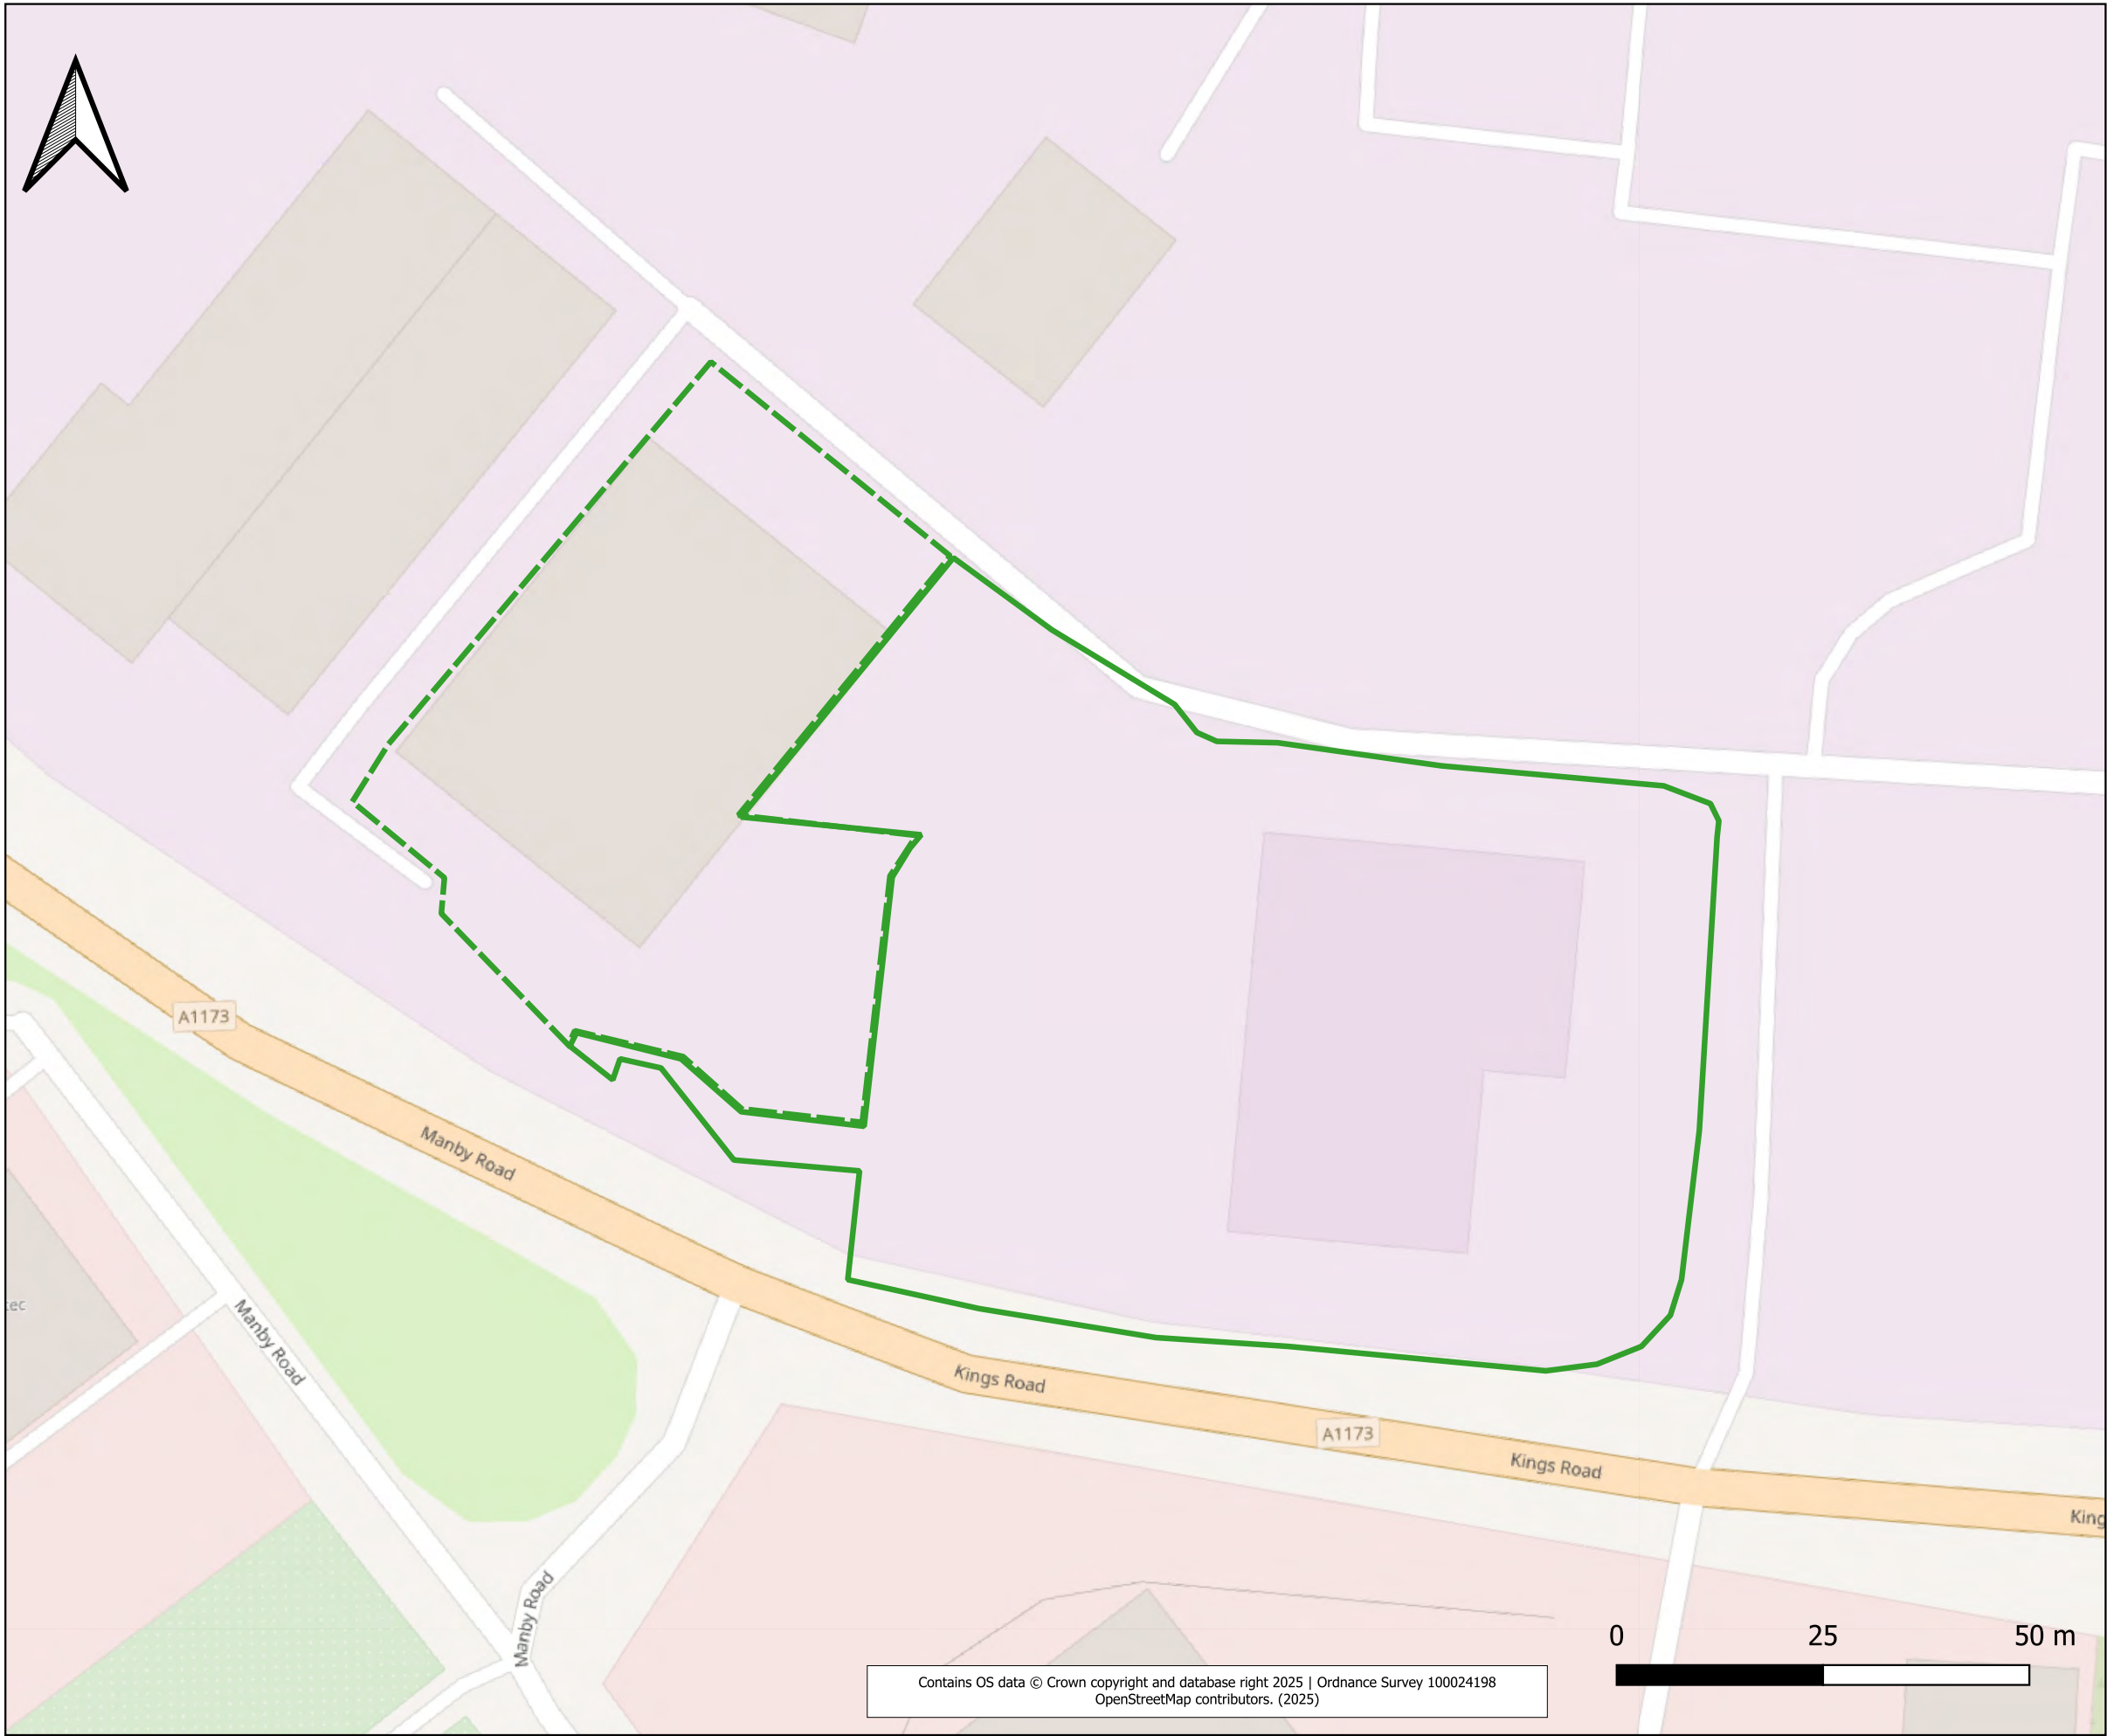 A1173
Manby Road
tec
Manby Road
Kings Road
A1173
Kings Road
King
Manby Road
0 25 50 m
Contains OS data © Crown copyright and database right 2025 | Ordnance Survey 100024198
OpenStreetMap contributors. (2025)